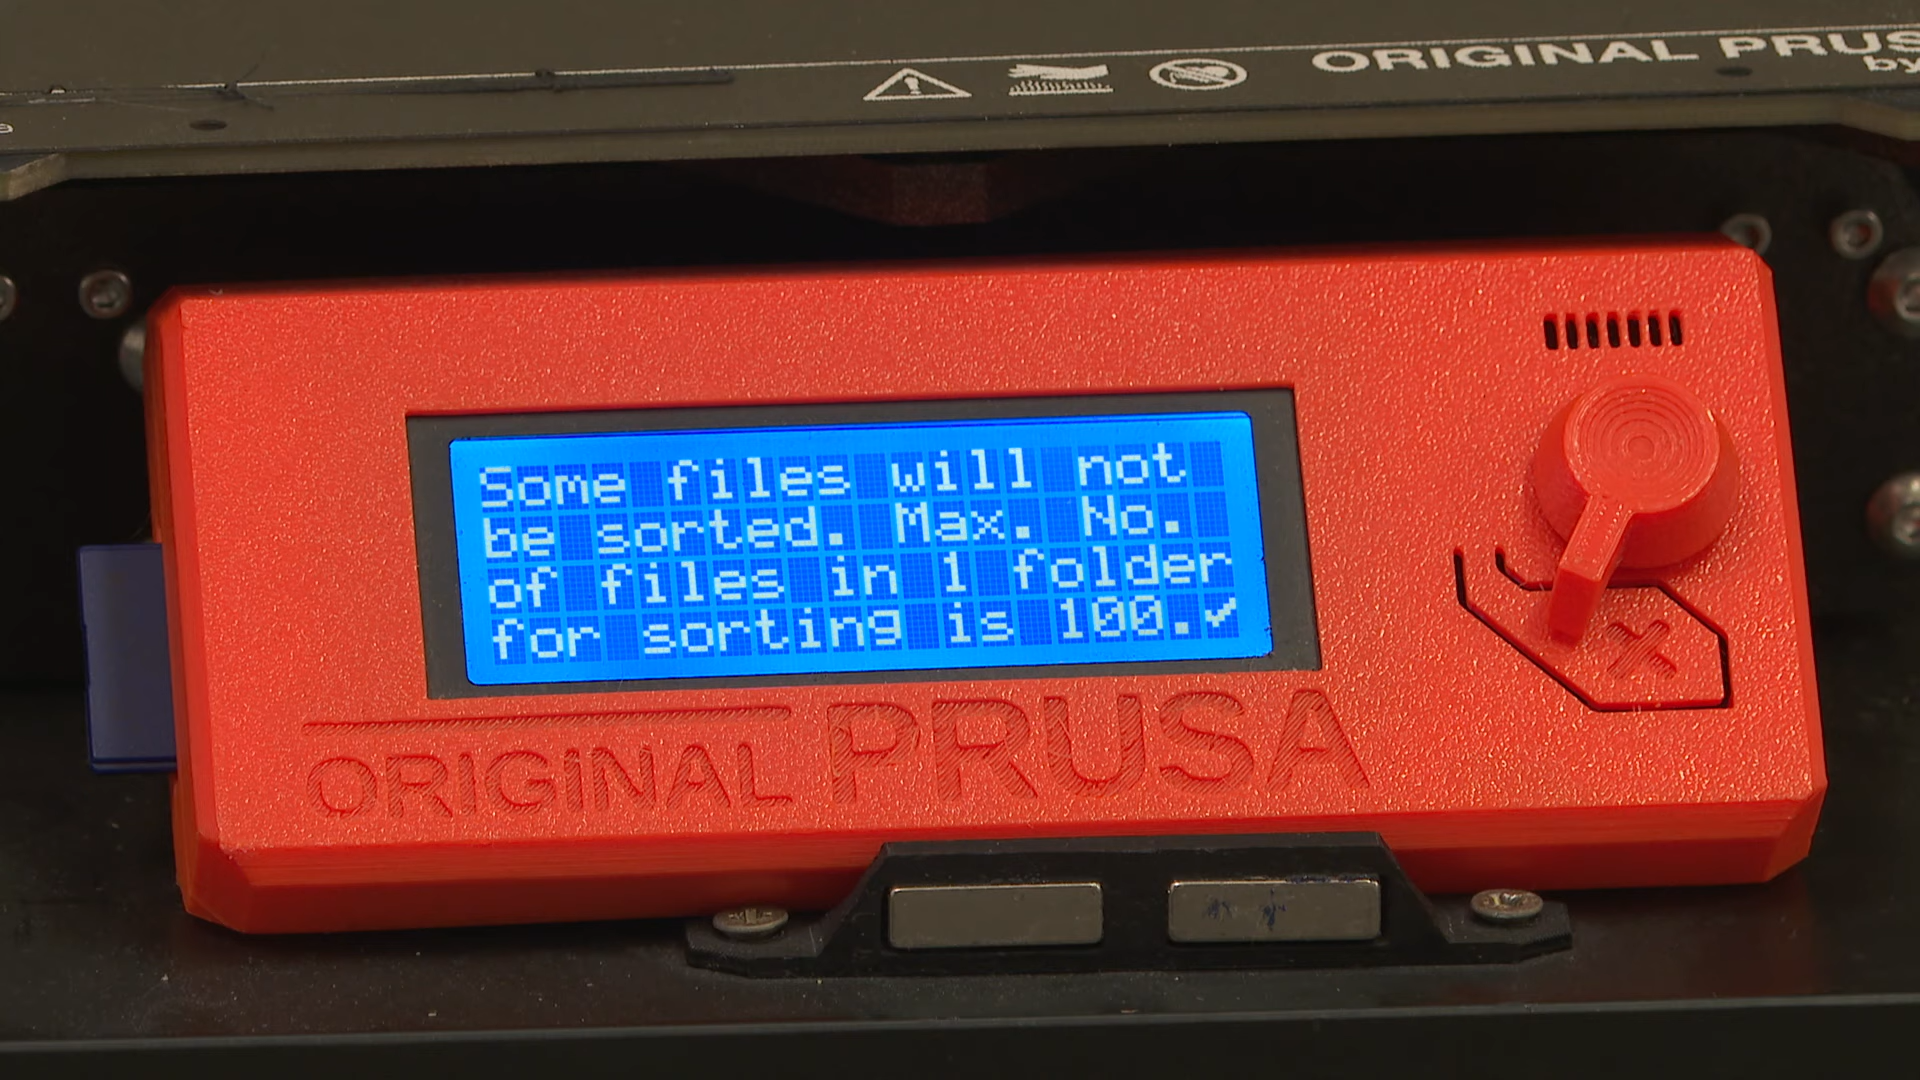 ORIGINAL PRUS
by
Some files will not
be sorted. Max. No.
of files in 1 folder
for sorting is 100.✔
ORIGINAL PRUSA